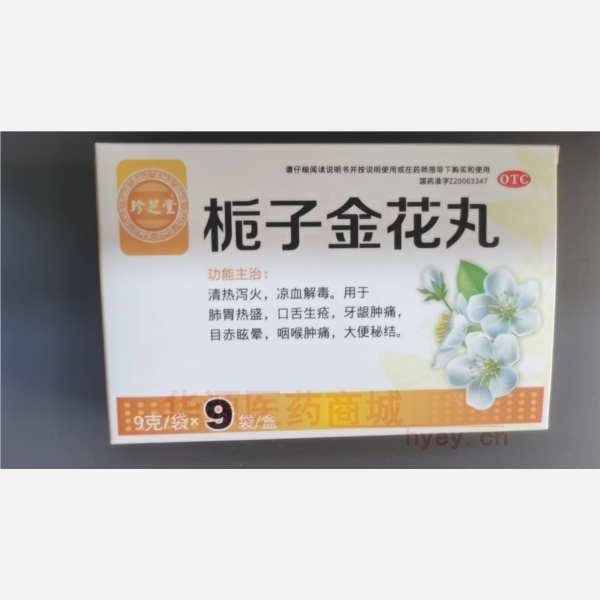 请仔细阅读说明书并按说明使用或在药师指导下购买和使用
国药准字Z20063347
OTC
珍芝堂
栀子金花丸
功能主治：
清热泻火，凉血解毒。用于
肺胃热盛，口舌生疮，牙龈肿痛，
目赤眩晕，咽喉肿痛，大便秘结。
9克/袋×9袋/盒
华源医药商城
hyey.cn